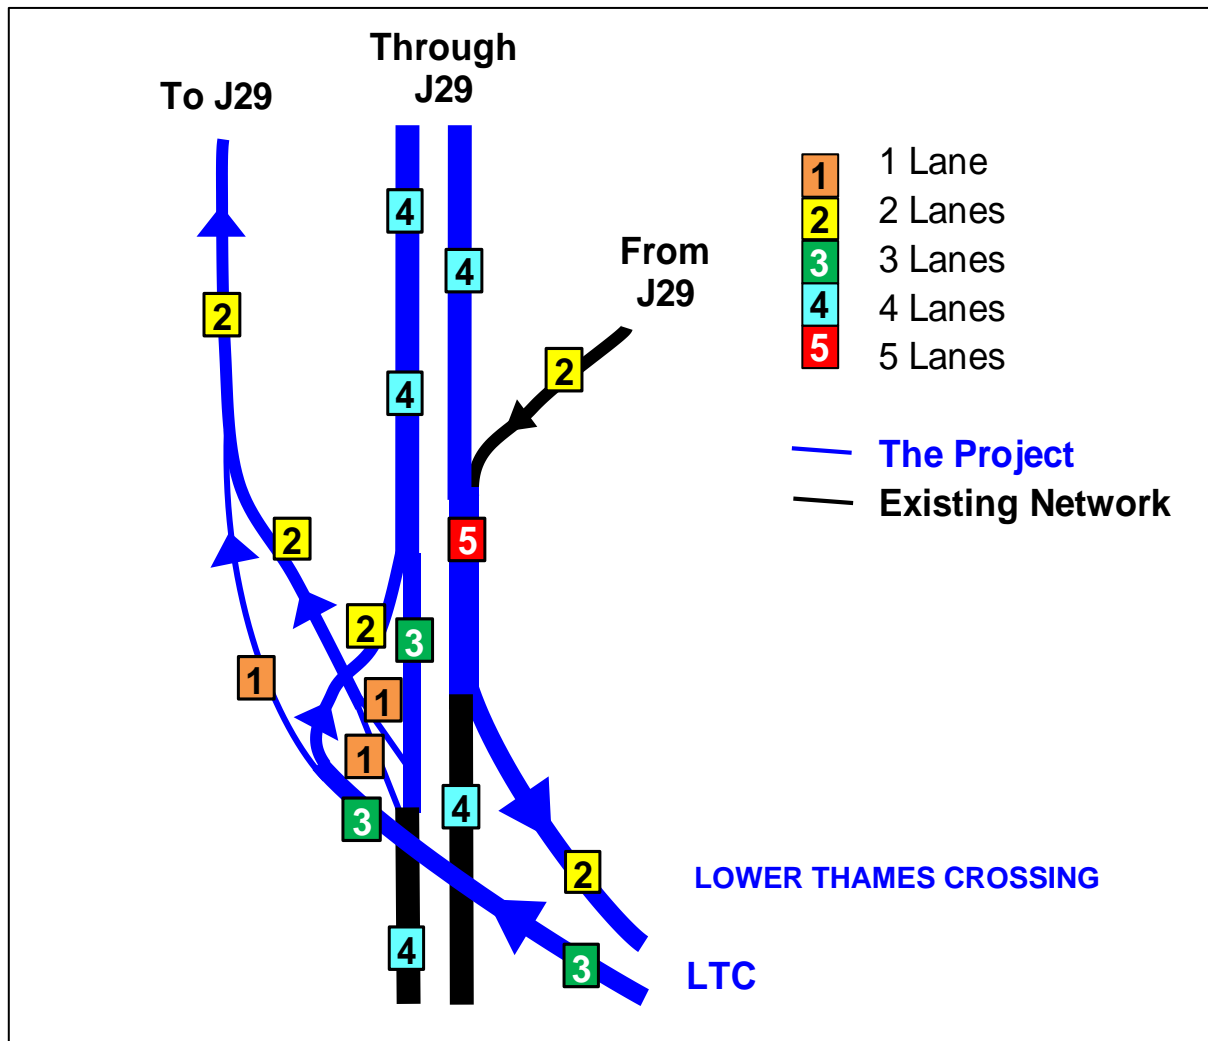 Through
J29
To J29
1 1 Lane
2 2 Lanes
3 3 Lanes
4 4 Lanes
5 5 Lanes
4
From
J29
4
2
2
4
The Project
Existing Network
5
2
2
3
1
1
1
4
3
2
LOWER THAMES CROSSING
4
3
LTC